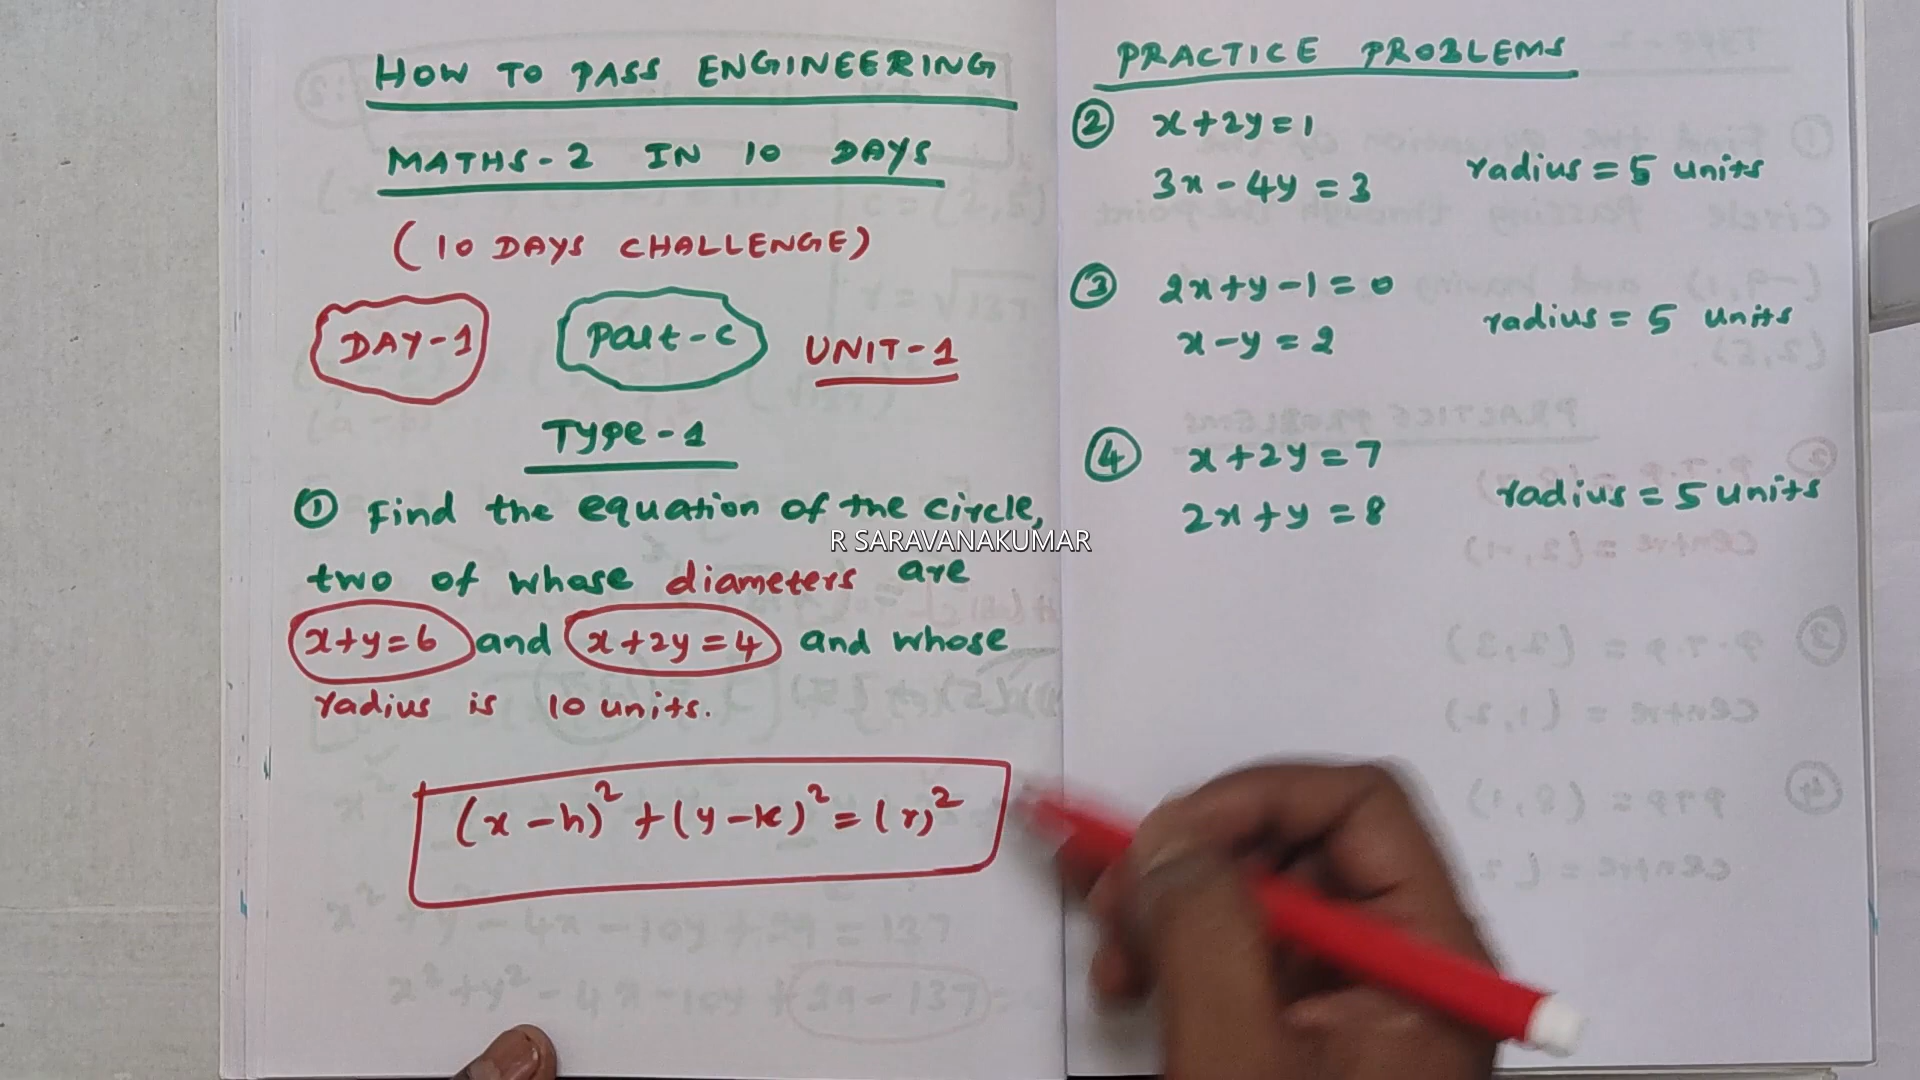 HOW TO PASS ENGINEERING
MATHS-2 IN 10 DAYS
(10 DAYS CHALLENGE)
DAY-1 Part-C UNIT-1
TYPE-1
① Find the equation of the circle,
two of whose diameters are
x+y=6 and x+2y=4 and whose
radius is 10 units.
(x-h)²+(y-k)²=(r)²
R SARAVANAKUMAR
PRACTICE PROBLEMS
② x+2y=1
3x-4y=3 radius=5 units
③ 2x+y-1=0
x-y=2 radius=5 units
④ x+2y=7
2x+y=8 radius=5 units